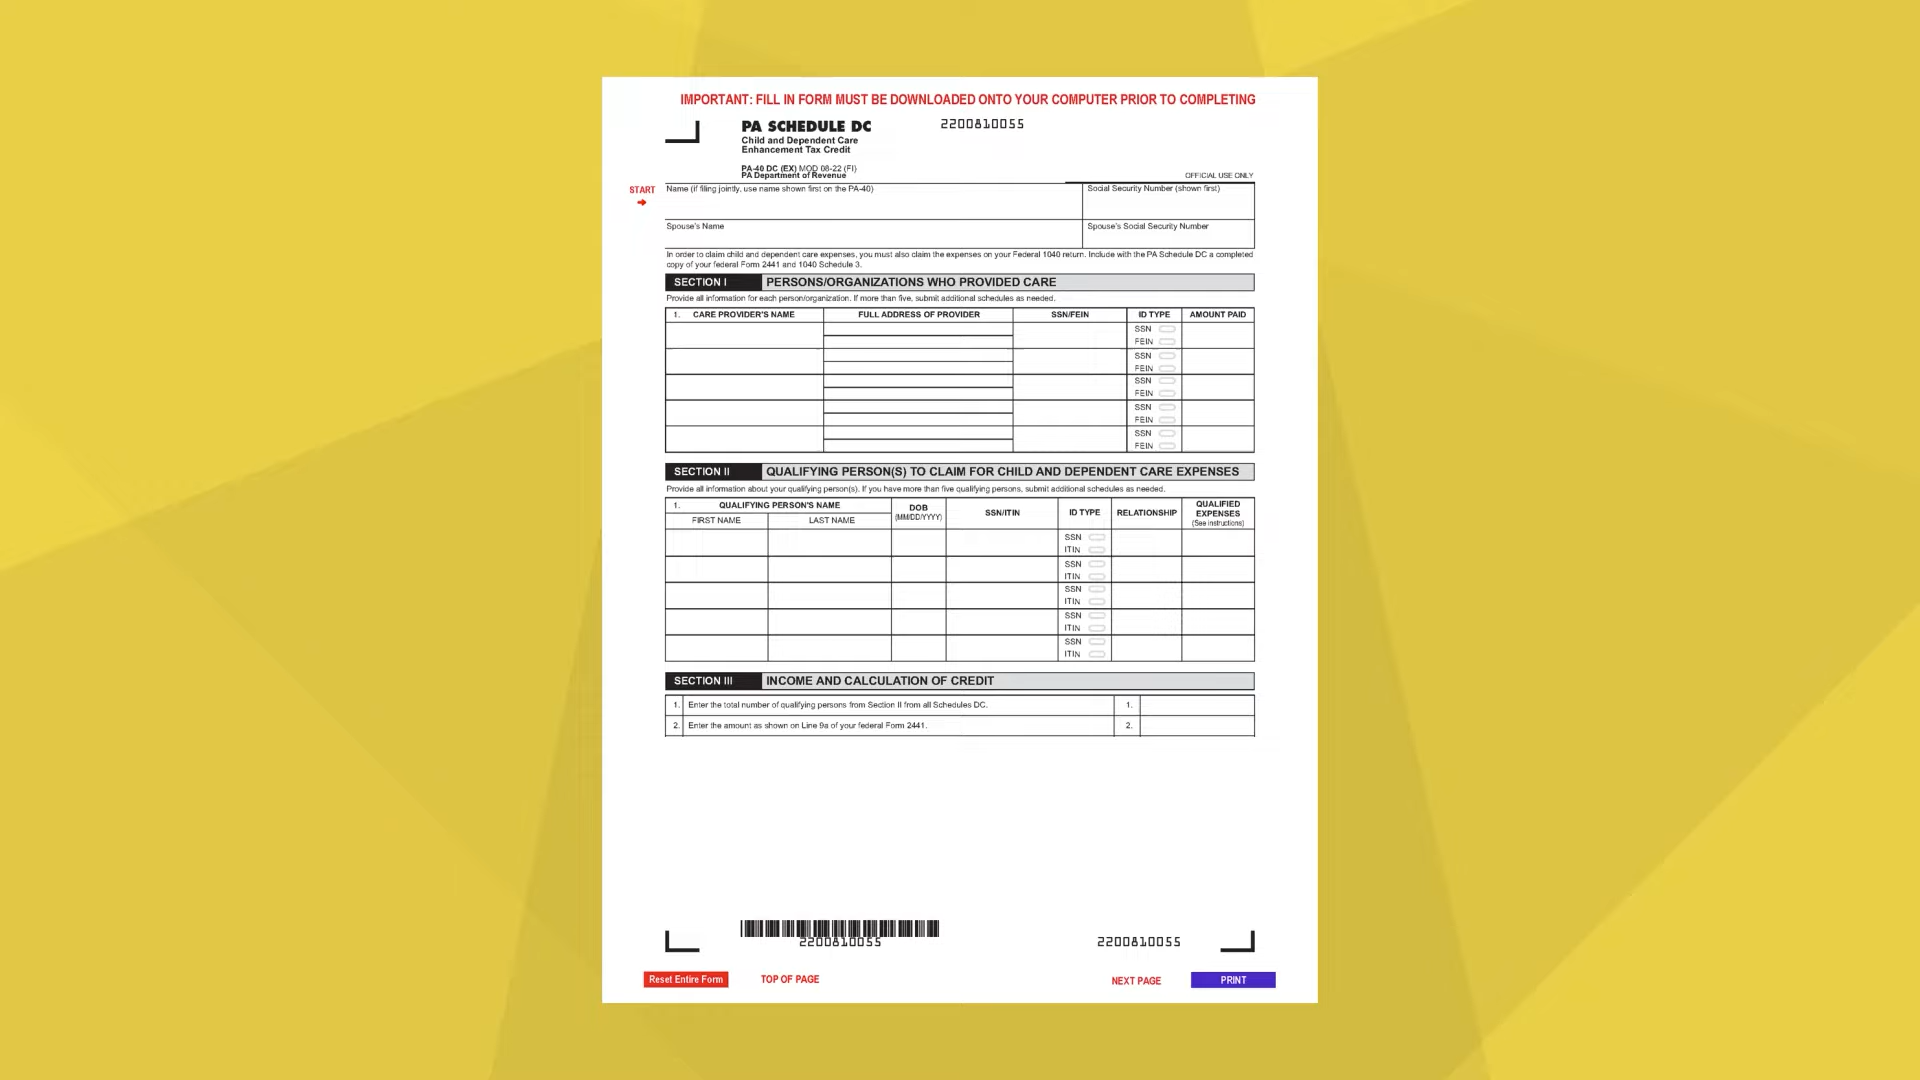 IMPORTANT: FILL IN FORM MUST BE DOWNLOADED ONTO YOUR COMPUTER PRIOR TO COMPLETING
PA SCHEDULE DC
2200810055
Child and Dependent Care
Enhancement Tax Credit
PA-40 DC (EX) MOD 08-22 (FI)
PA Department of Revenue
OFFICIAL USE ONLY
START
Name (if filing jointly, use name shown first on the PA-40)
Social Security Number (shown first)
Spouse's Name
Spouse's Social Security Number
In order to claim child and dependent care expenses, you must also claim the expenses on your Federal 1040 return. Include with the PA Schedule DC a completed
copy of your federal Form 2441 and 1040 Schedule 3.
SECTION I PERSONS/ORGANIZATIONS WHO PROVIDED CARE
Provide all information for each person/organization. If more than five, submit additional schedules as needed.
1. CARE PROVIDER'S NAME FULL ADDRESS OF PROVIDER SSN/FEIN ID TYPE AMOUNT PAID
SSN
FEIN
SSN
FEIN
SSN
FEIN
SSN
FEIN
SSN
FEIN
SECTION II QUALIFYING PERSON(S) TO CLAIM FOR CHILD AND DEPENDENT CARE EXPENSES
Provide all information about your qualifying person(s). If you have more than five qualifying persons, submit additional schedules as needed.
1. QUALIFYING PERSON'S NAME
FIRST NAME LAST NAME
DOB
(MM/DD/YYYY)
SSN/ITIN
ID TYPE
RELATIONSHIP
QUALIFIED
EXPENSES
(See instructions)
SSN
ITIN
SSN
ITIN
SSN
ITIN
SSN
ITIN
SSN
ITIN
SECTION III INCOME AND CALCULATION OF CREDIT
1. Enter the total number of qualifying persons from Section II from all Schedules DC. 1.
2. Enter the amount as shown on Line 9a of your federal Form 2441. 2.
2200810055
2200810055
Reset Entire Form
TOP OF PAGE
NEXT PAGE
PRINT